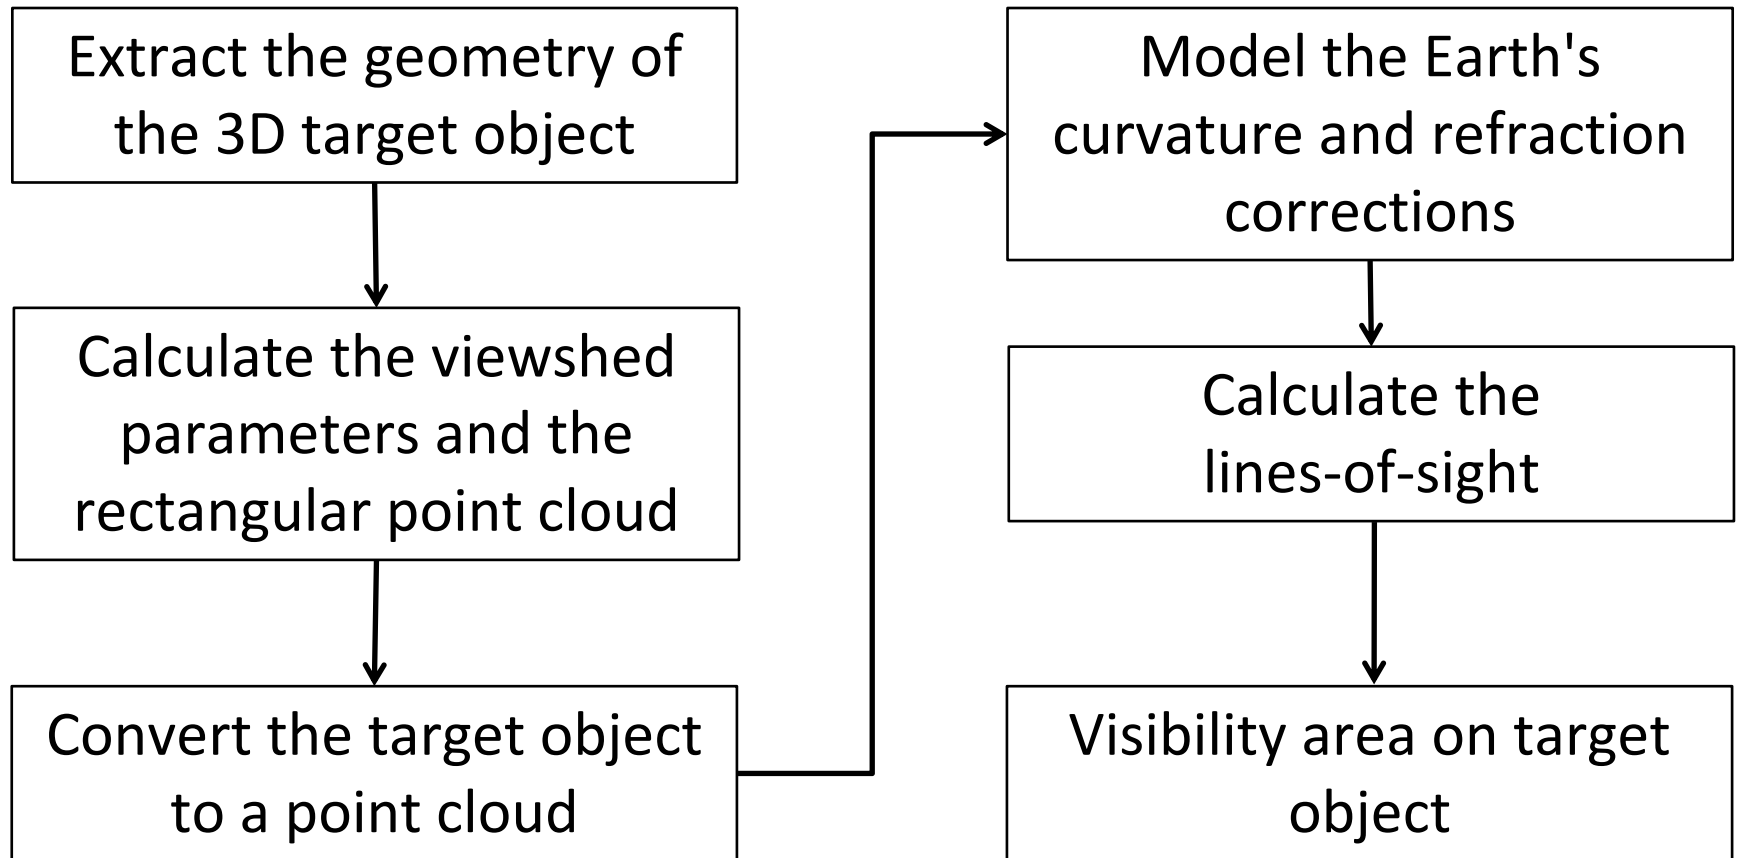 Extract the geometry of
the 3D target object
Calculate the viewshed
parameters and the
rectangular point cloud
Convert the target object
to a point cloud
Model the Earth's
curvature and refraction
corrections
Calculate the
lines-of-sight
Visibility area on target
object